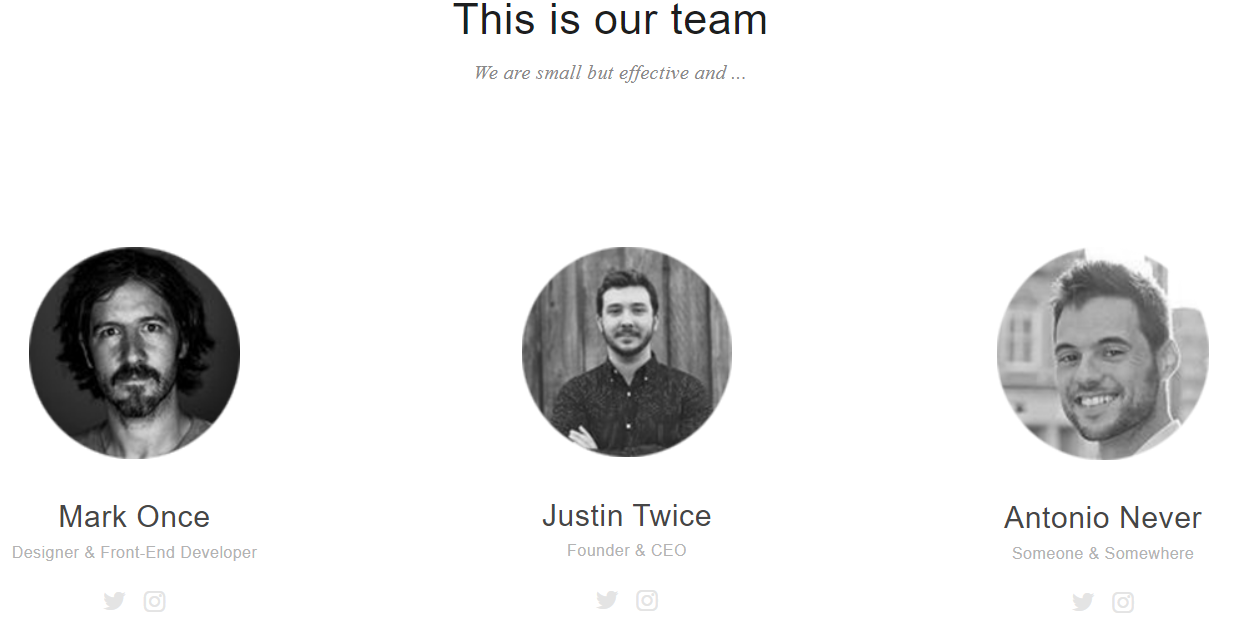 This is our team
We are small but effective and ...
Mark Once
Designer & Front-End Developer
Justin Twice
Founder & CEO
Antonio Never
Someone & Somewhere